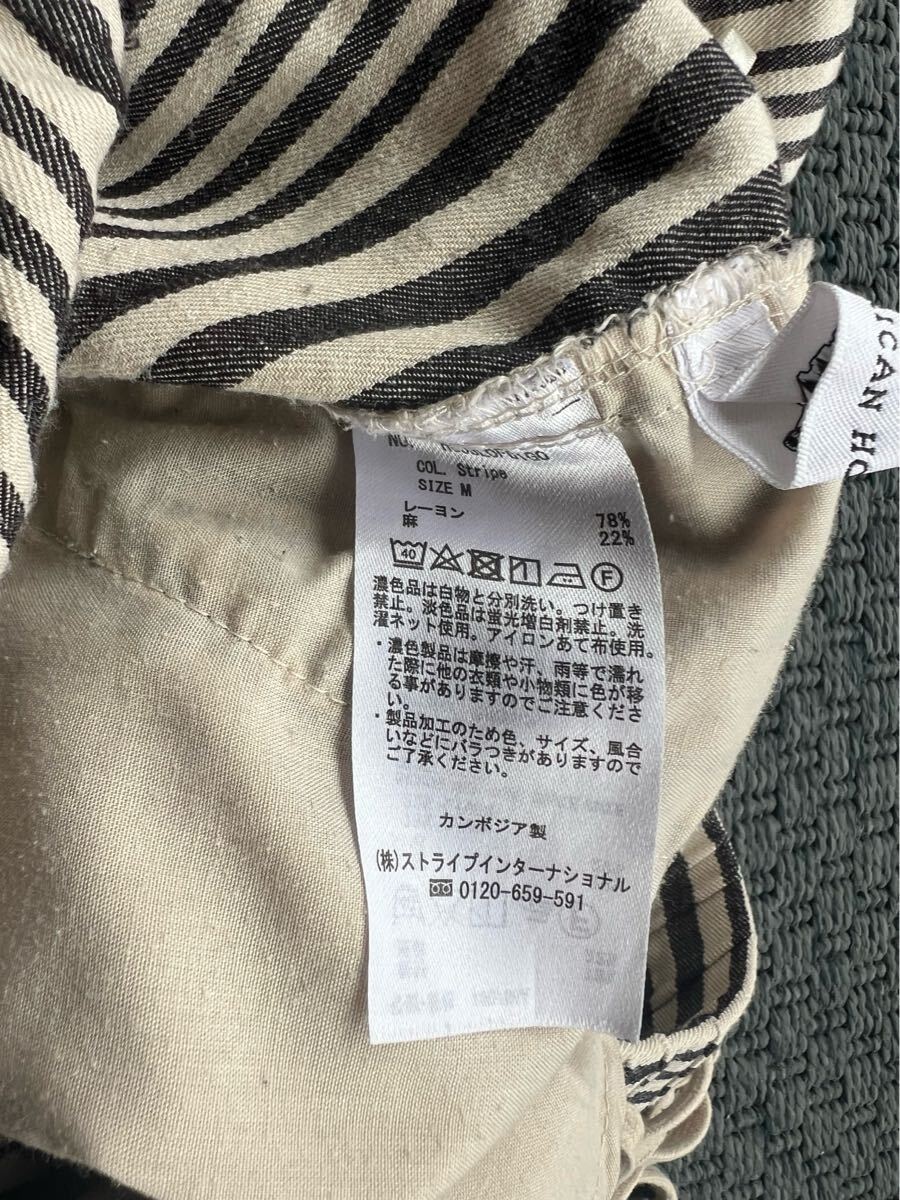 NO.
COL. Stripe
SIZE M
レーヨン 78%
麻 22%
40
F
濃色品は白物と分別洗い。つけ置き
禁止。淡色品は蛍光増白剤禁止。洗
濯ネット使用。アイロンあて布使用。
・濃色製品は摩擦や汗、雨等で濡れ
た際に他の衣類や小物類に色が移
る事がありますのでご注意くださ
い。
・製品加工のため色、サイズ、風合
いなどにバラつきがありますので
ご了承ください。
カンボジア製
(株)ストライプインターナショナル
0120-659-591
ICAN HO